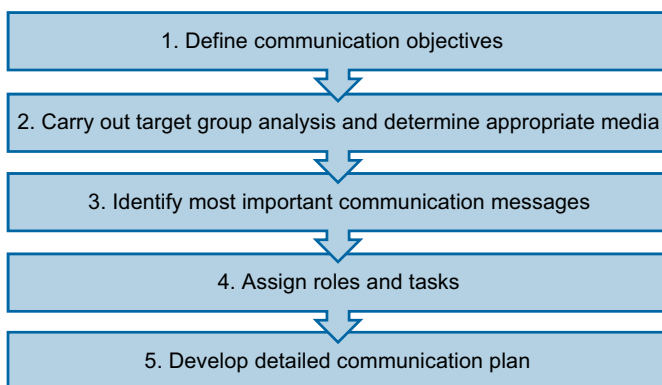 1. Define communication objectives
2. Carry out target group analysis and determine appropriate media
3. Identify most important communication messages
4. Assign roles and tasks
5. Develop detailed communication plan